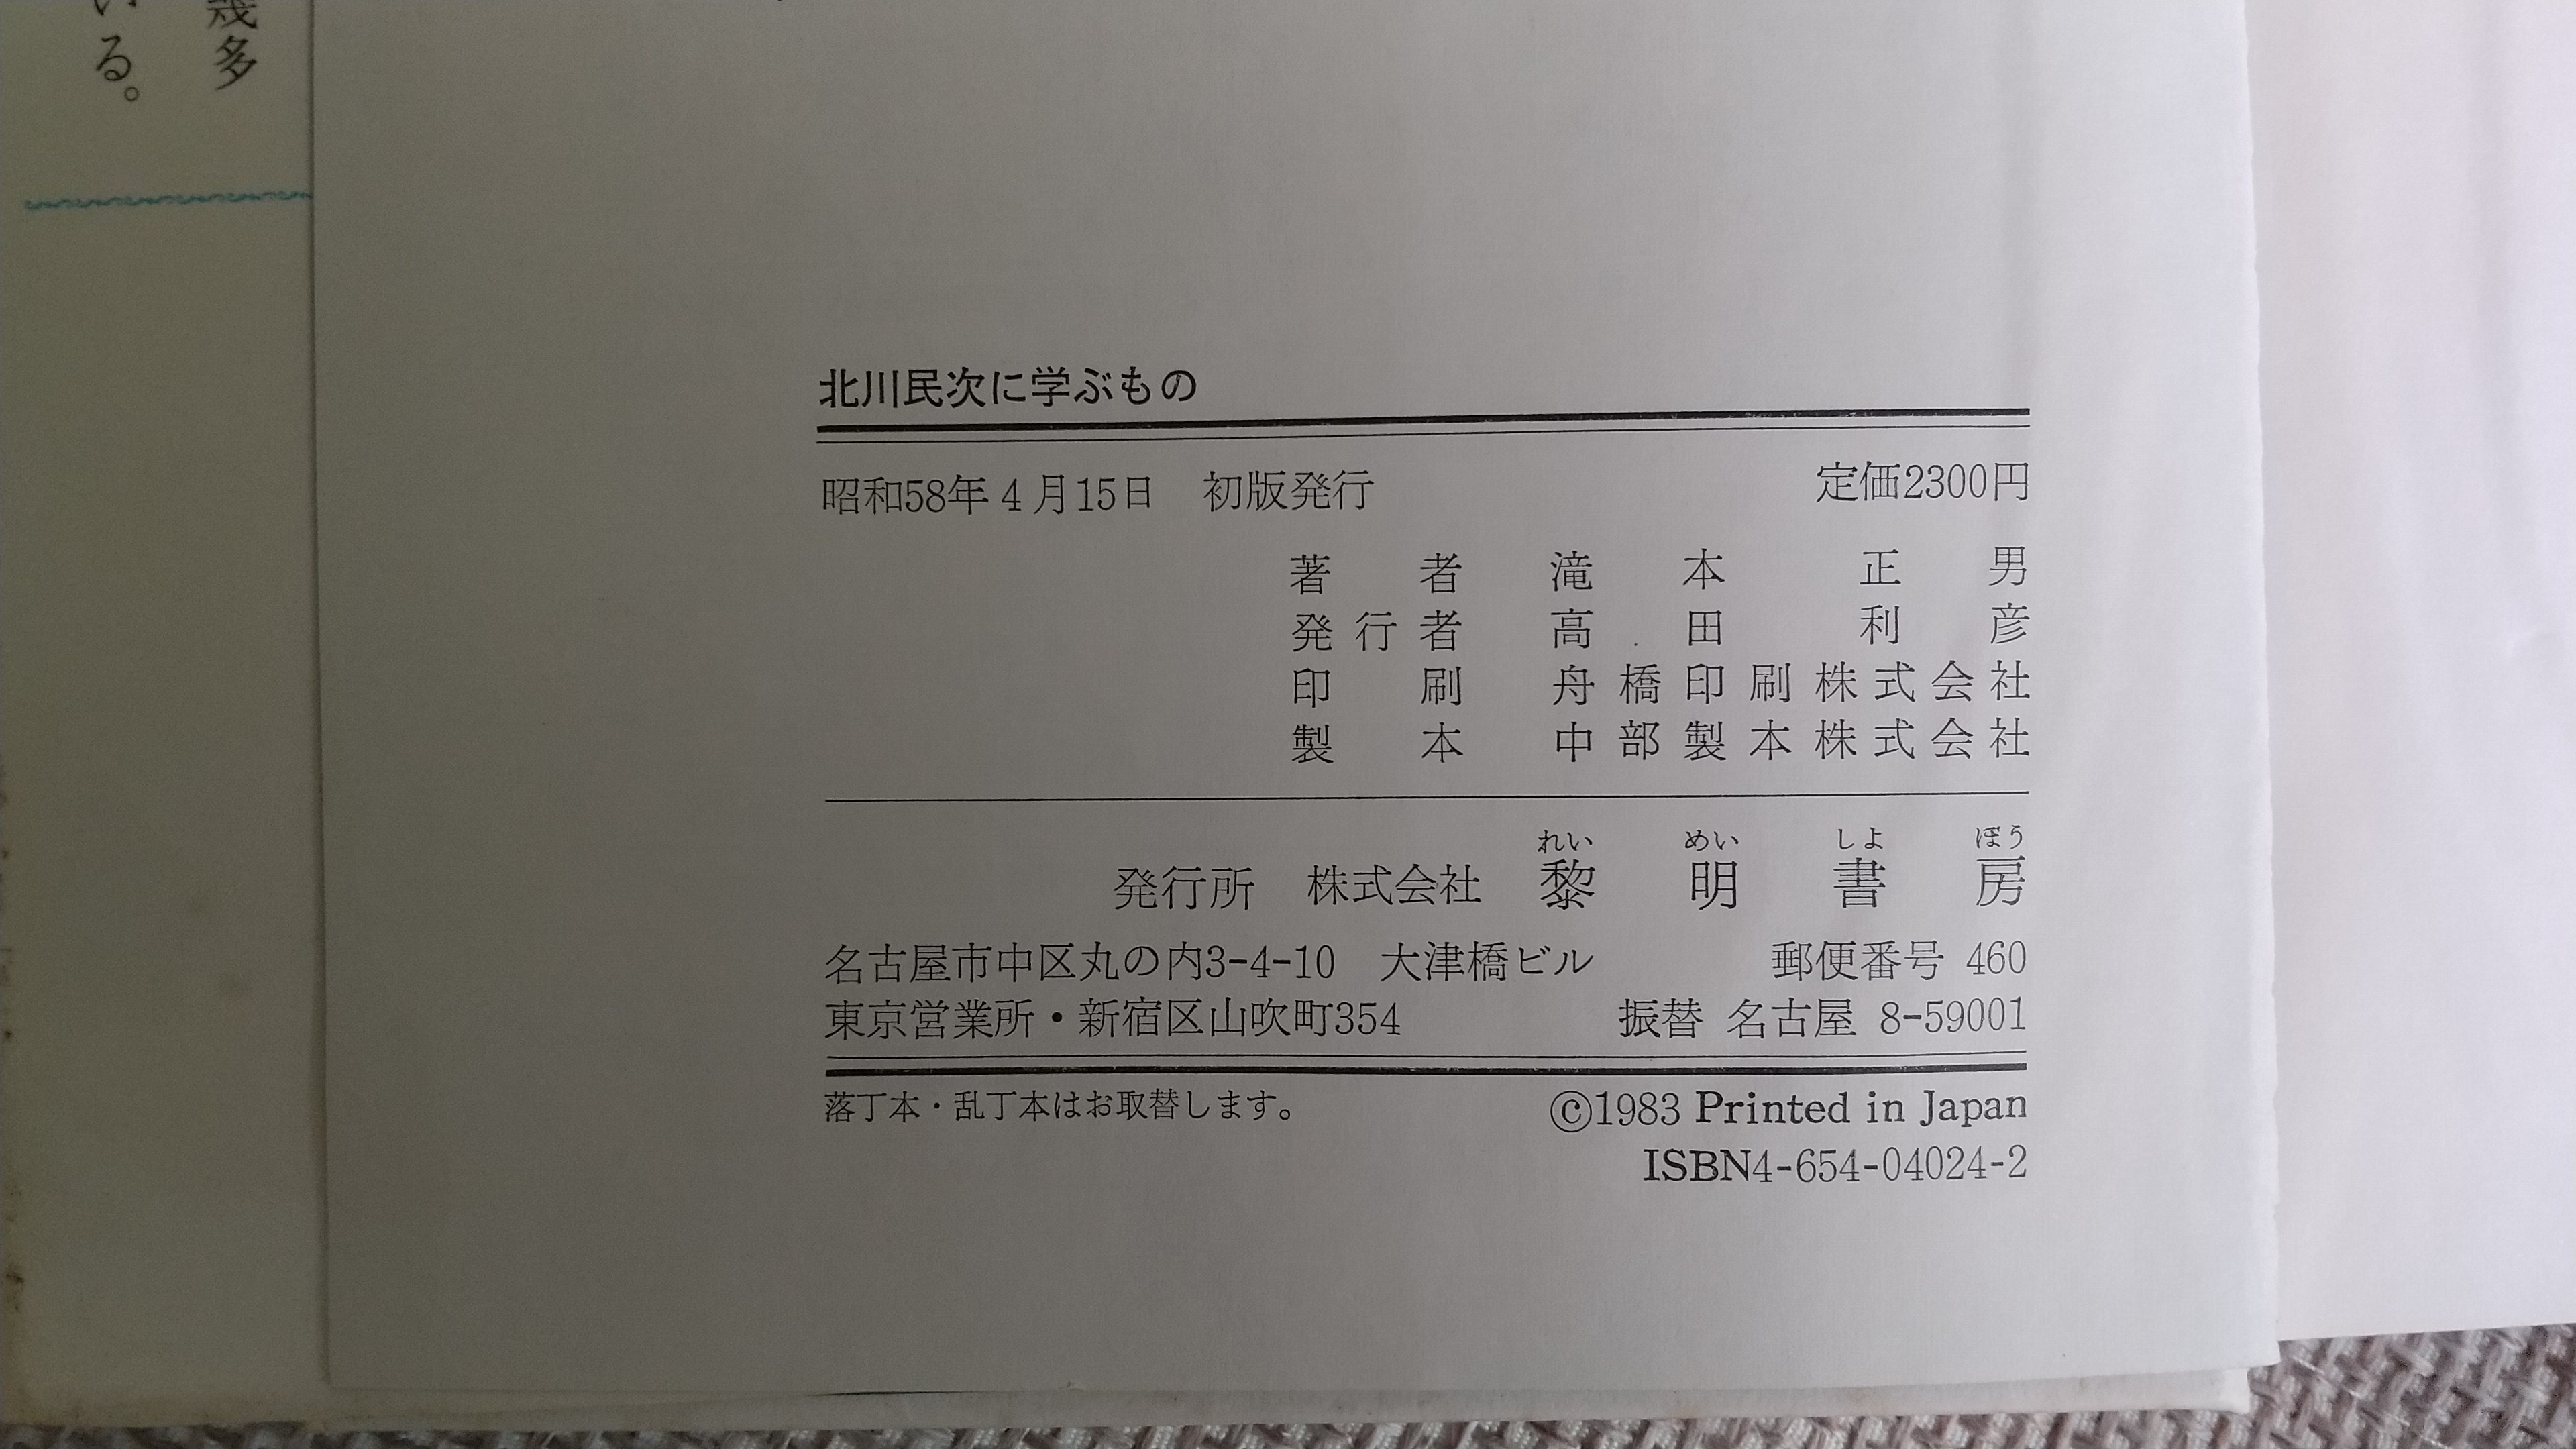 北川民次に学ぶもの
昭和58年4月15日 初版発行 定価2300円
著者 滝本正男
発行者 高田利彦
印刷 舟橋印刷株式会社
製本 中部製本株式会社
れい めい しよ ぼう
発行所 株式会社 黎明書房
名古屋市中区丸の内3-4-10 大津橋ビル 郵便番号 460
東京営業所・新宿区山吹町354 振替 名古屋 8-59001
落丁本・乱丁本はお取替します。 ©1983 Printed in Japan
ISBN4-654-04024-2
幾多
いる。